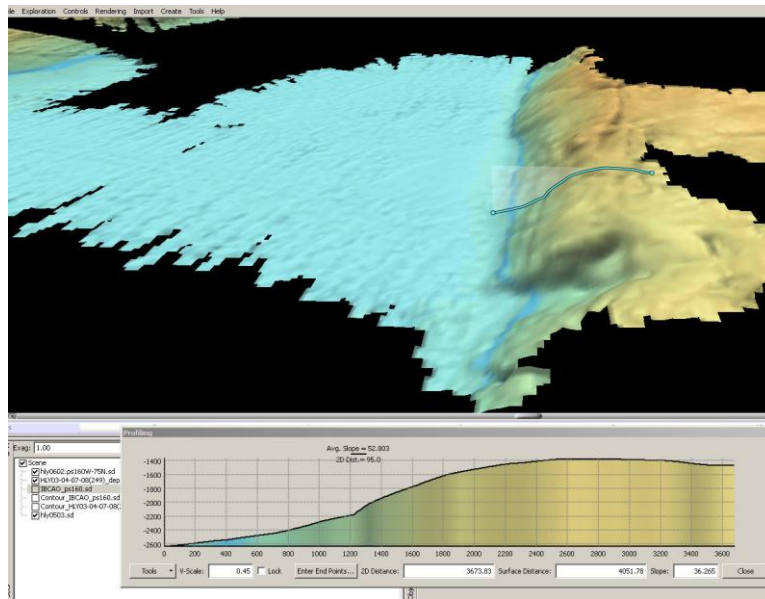 Exploration Controls Rendering Import Create Tools Help
Profiling
Exag: 1.00
Scene
hly0602.ps160W-75N.sd
HLY03-04-07-08(249)_dep
IBCAO_ps160.sd
Contour_IBCAO_ps160.sd
Contour_HLY03-04-07-08(
hly0503.sd
Avg. Slope = 52.803
2D Dist.= 95.0
-1400
-1600
-1800
-2000
-2200
-2400
-2600
0 200 400 600 800 1000 1200 1400 1600 1800 2000 2200 2400 2600 2800 3000 3200 3400 3600
Tools V-Scale: 0.45 Lock Enter End Points... 2D Distance: 3673.83 Surface Distance: 4051.78 Slope: 36.265 Close